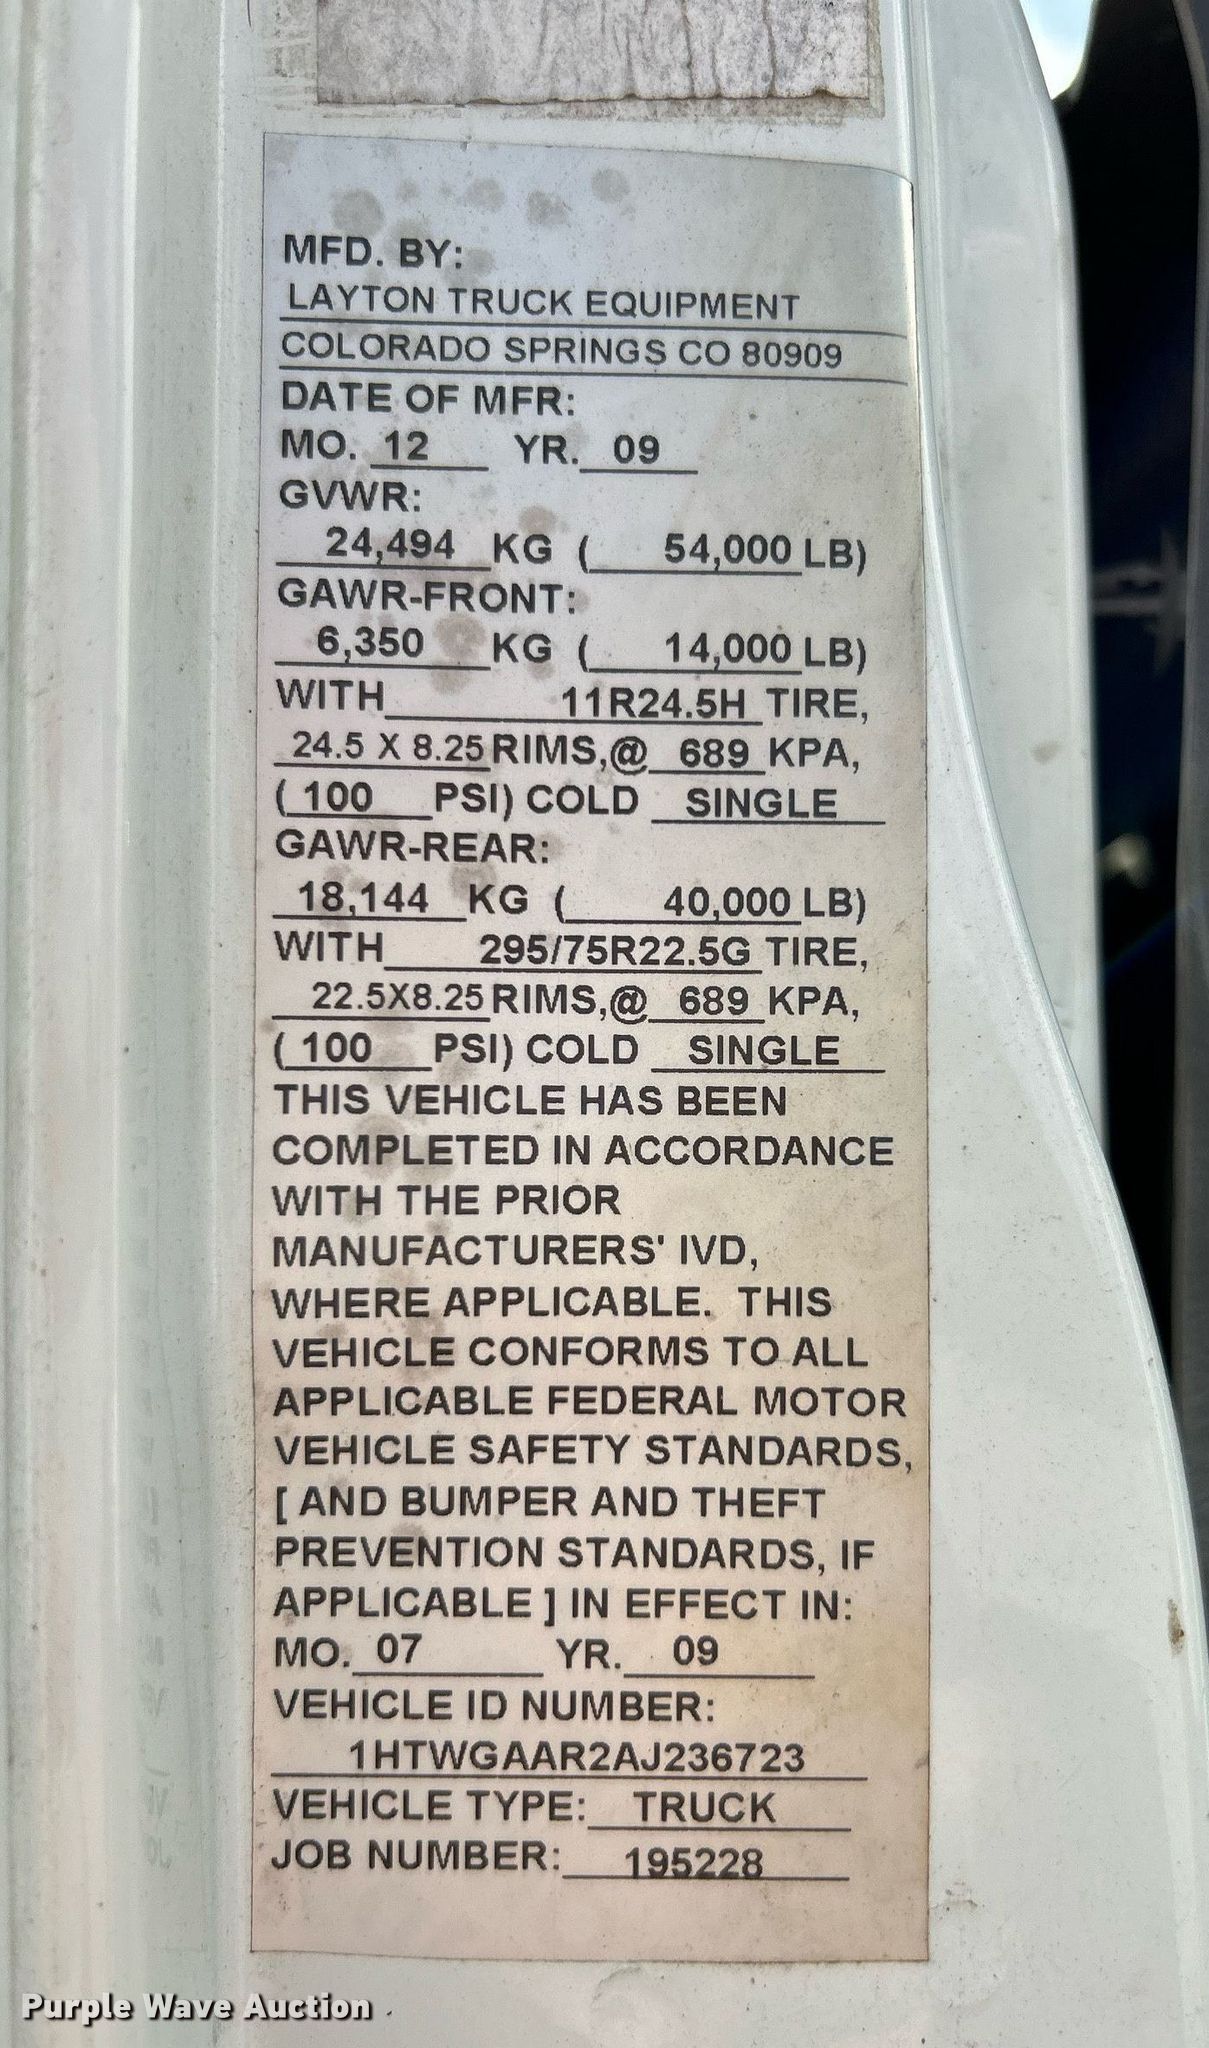 MFD. BY:
LAYTON TRUCK EQUIPMENT
COLORADO SPRINGS CO 80909
DATE OF MFR:
MO. 12 YR. 09
GVWR:
24,494 KG ( 54,000 LB)
GAWR-FRONT:
6,350 KG ( 14,000 LB)
WITH 11R24.5H TIRE,
24.5 X 8.25 RIMS,@ 689 KPA,
( 100 PSI) COLD SINGLE
GAWR-REAR:
18,144 KG ( 40,000 LB)
WITH 295/75R22.5G TIRE,
22.5X8.25 RIMS,@ 689 KPA,
( 100 PSI) COLD SINGLE
THIS VEHICLE HAS BEEN
COMPLETED IN ACCORDANCE
WITH THE PRIOR
MANUFACTURERS' IVD,
WHERE APPLICABLE. THIS
VEHICLE CONFORMS TO ALL
APPLICABLE FEDERAL MOTOR
VEHICLE SAFETY STANDARDS,
[ AND BUMPER AND THEFT
PREVENTION STANDARDS, IF
APPLICABLE ] IN EFFECT IN:
MO. 07 YR. 09
VEHICLE ID NUMBER:
1HTWGAAR2AJ236723
VEHICLE TYPE: TRUCK
JOB NUMBER: 195228
Purple Wave Auction